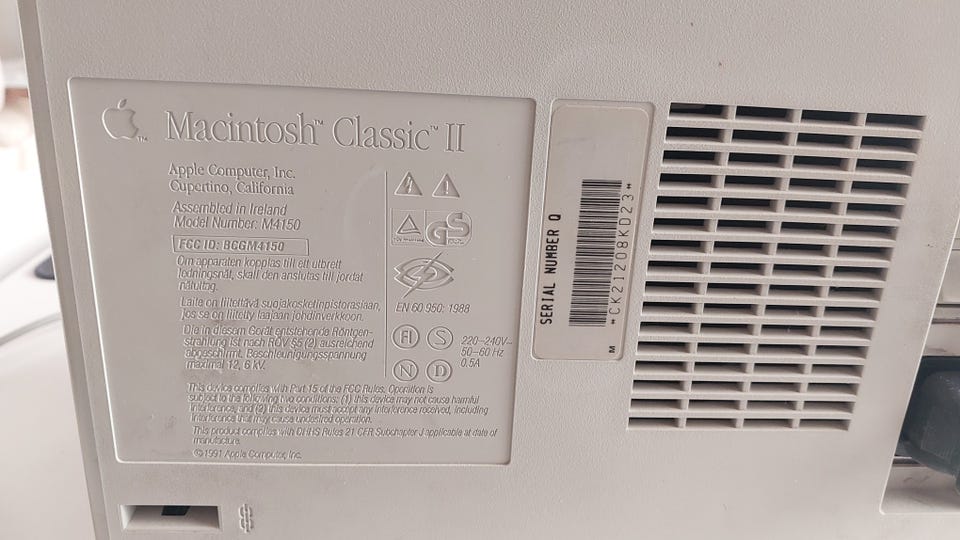 Macintosh™ Classic™ II
Apple Computer, Inc.
Cupertino, California
Assembled in Ireland
Model Number: M4150
FCC ID: BCGM4150
Om apparaten kopplas till ett utbrett
ledningsnät, skall den anslutas till jordat
nätuttag.
Laite on liitettävä suojakosketinpistorasiaan,
jos se on liitetty laajaan johdinverkkoon.
Die in diesem Gerät entstehende Röntgen-
strahlung ist nach RÖV §5 (2) ausreichend
abgeschirmt. Beschleunigungsspannung
maximal 12, 6 kV.
GS
EN 60 950: 1988
FI S
N D
220-240V~
50-60 Hz
0.5A
This device complies with Part 15 of the FCC Rules. Operation is
subject to the following two conditions: (1) this device may not cause harmful
interference, and (2) this device must accept any interference received, including
interference that may cause undesired operation.
This product complies with DHHS Rules 21 CFR Subchapter J applicable at date of
manufacture.
©1991 Apple Computer, Inc.
SERIAL NUMBER Q
*CK21208KD23*
M